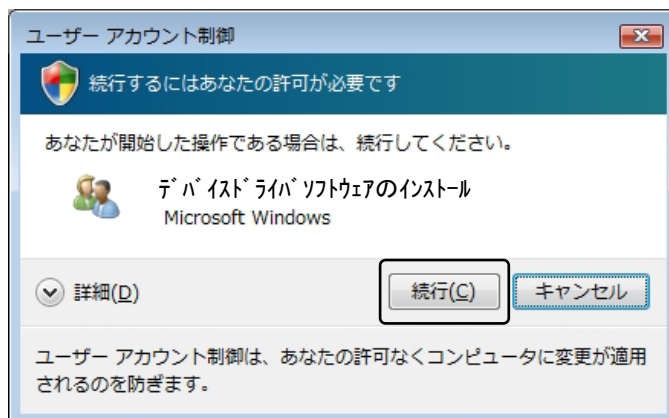 ユーザー アカウント制御
続行するにはあなたの許可が必要です
あなたが開始した操作である場合は、続行してください。
ﾃﾞﾊﾞｲｽﾄﾞﾗｲﾊﾞｿﾌﾄｳｪｱのｲﾝｽﾄｰﾙ
Microsoft Windows
詳細(D)
続行(C)
キャンセル
ユーザー アカウント制御は、あなたの許可なくコンピュータに変更が適用
されるのを防ぎます。